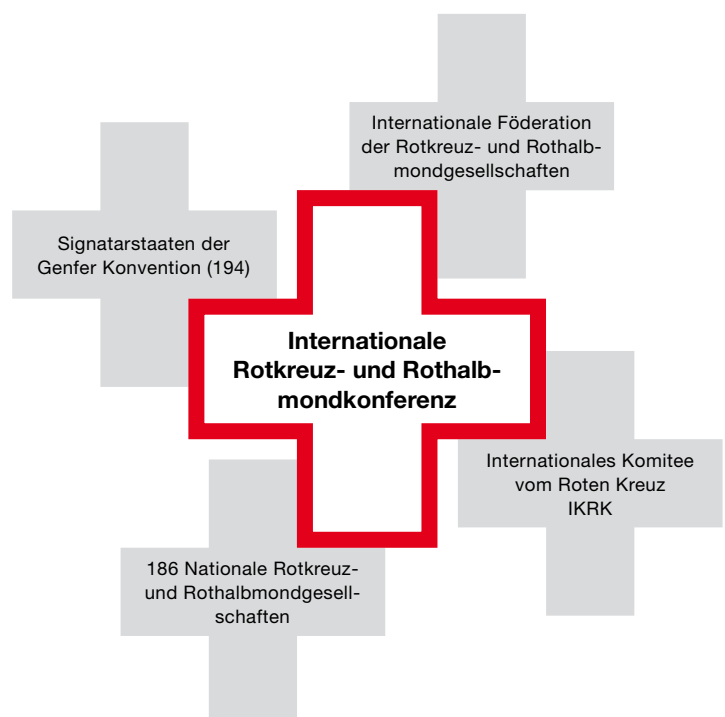 Internationale Föderation
der Rotkreuz- und Rothalb-
mondgesellschaften
Signatarstaaten der
Genfer Konvention (194)
Internationale
Rotkreuz- und Rothalb-
mondkonferenz
Internationales Komitee
vom Roten Kreuz
IKRK
186 Nationale Rotkreuz-
und Rothalbmondgesell-
schaften